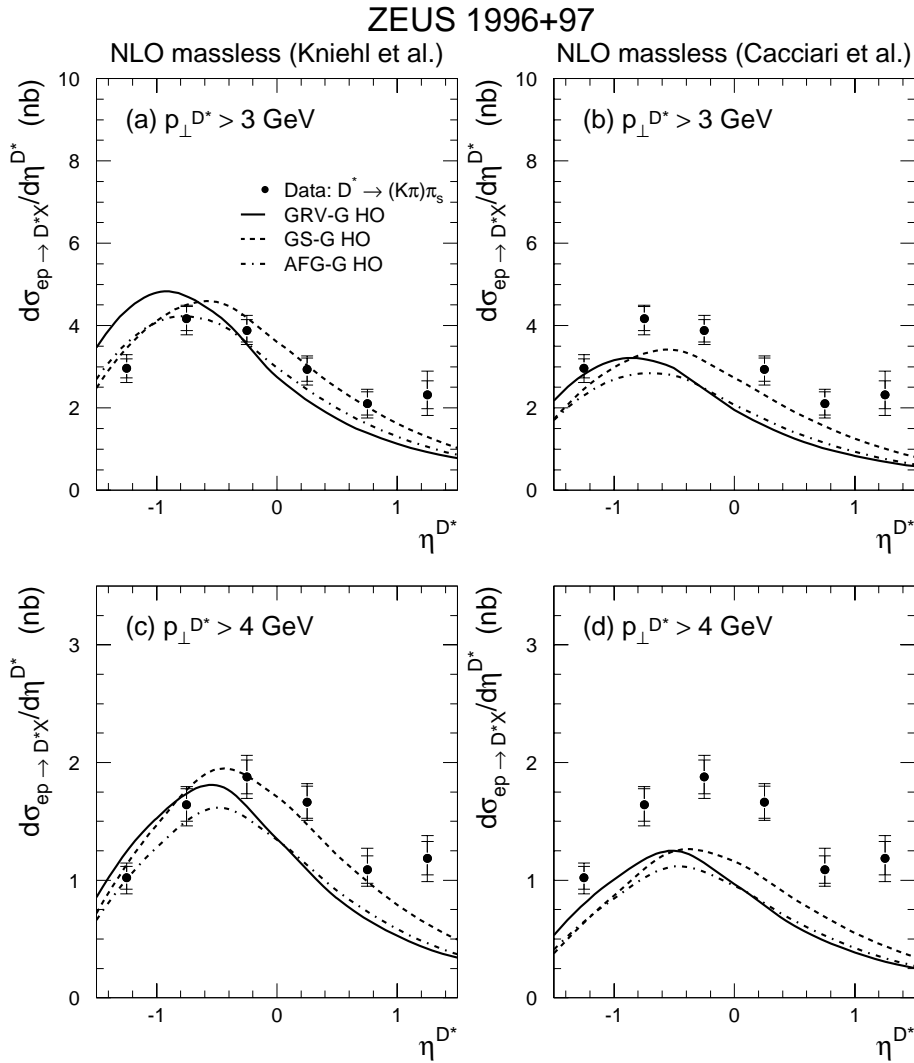 ZEUS 1996+97
NLO massless (Kniehl et al.)
NLO massless (Cacciari et al.)
dσep → D*X/dηD* (nb)
(a) p⊥D* > 3 GeV
Data: D* → (Kπ)πs
GRV-G HO
GS-G HO
AFG-G HO
10
8
6
4
2
0
-1 0 1
ηD*
dσep → D*X/dηD* (nb)
(b) p⊥D* > 3 GeV
10
8
6
4
2
0
-1 0 1
ηD*
dσep → D*X/dηD* (nb)
(c) p⊥D* > 4 GeV
3
2
1
0
-1 0 1
ηD*
dσep → D*X/dηD* (nb)
(d) p⊥D* > 4 GeV
3
2
1
0
-1 0 1
ηD*